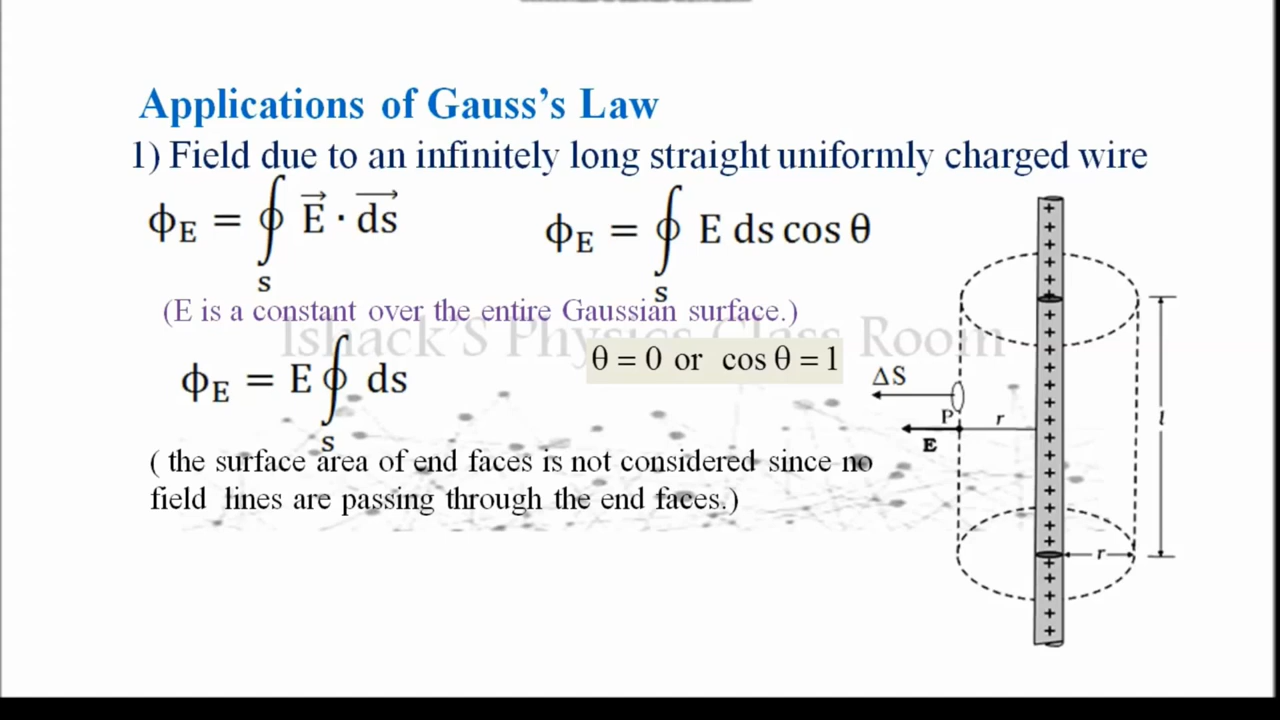 Applications of Gauss's Law
1) Field due to an infinitely long straight uniformly charged wire
ϕE = ∮s E⃗ · ds⃗
ϕE = ∮s E ds cos θ
(E is a constant over the entire Gaussian surface.)
Ishack'S Physics Class Room
θ = 0 or cos θ = 1
ϕE = E ∮s ds
( the surface area of end faces is not considered since no
field lines are passing through the end faces.)
ΔS
P
r
E
l
r